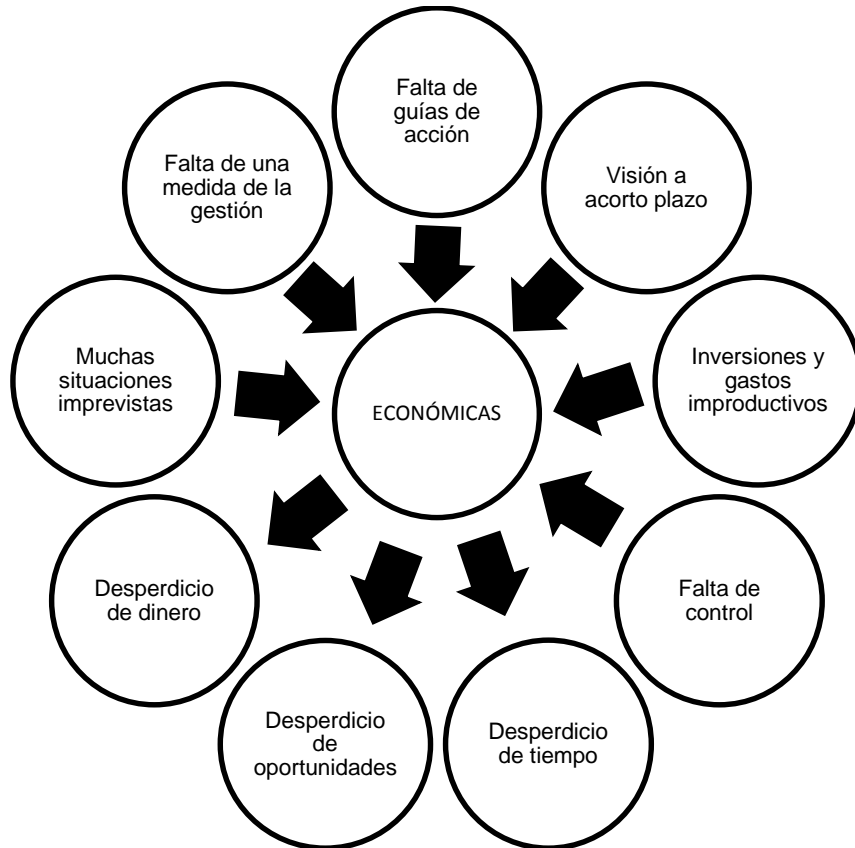 Falta de
guías de
acción
Visión a
acorto plazo
Inversiones y
gastos
improductivos
Falta de
control
Desperdicio
de tiempo
Desperdicio
de
oportunidades
Desperdicio
de dinero
Muchas
situaciones
imprevistas
Falta de una
medida de la
gestión
ECONÓMICAS